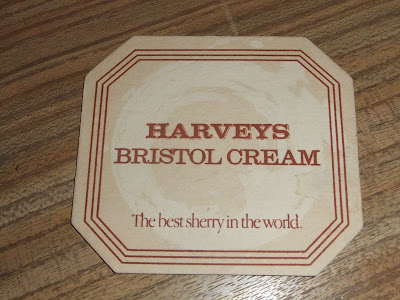 HARVEYS
BRISTOL CREAM
The best sherry in the world.